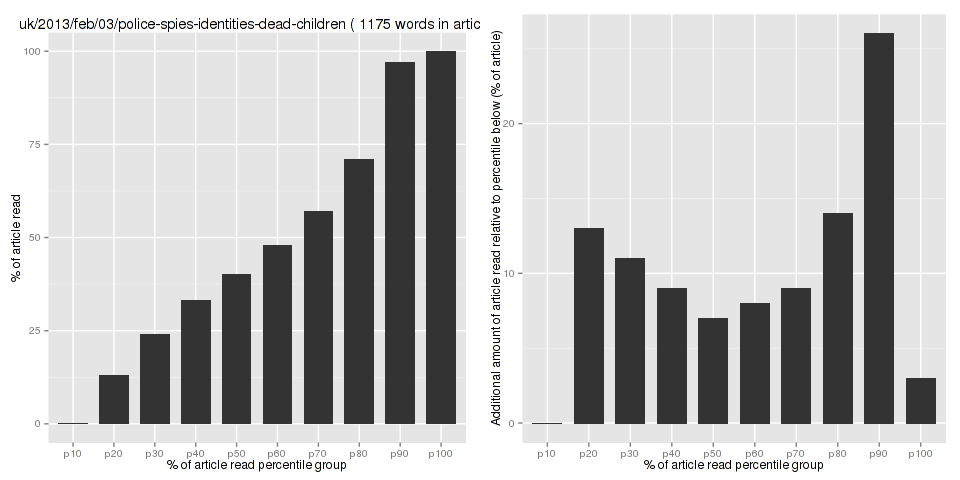 uk/2013/feb/03/police-spies-identities-dead-children ( 1175 words in artic
% of article read
100
75
50
25
0
p10 p20 p30 p40 p50 p60 p70 p80 p90 p100
% of article read percentile group
Additional amount of article read relative to percentile below (% of article)
20
10
0
p10 p20 p30 p40 p50 p60 p70 p80 p90 p100
% of article read percentile group